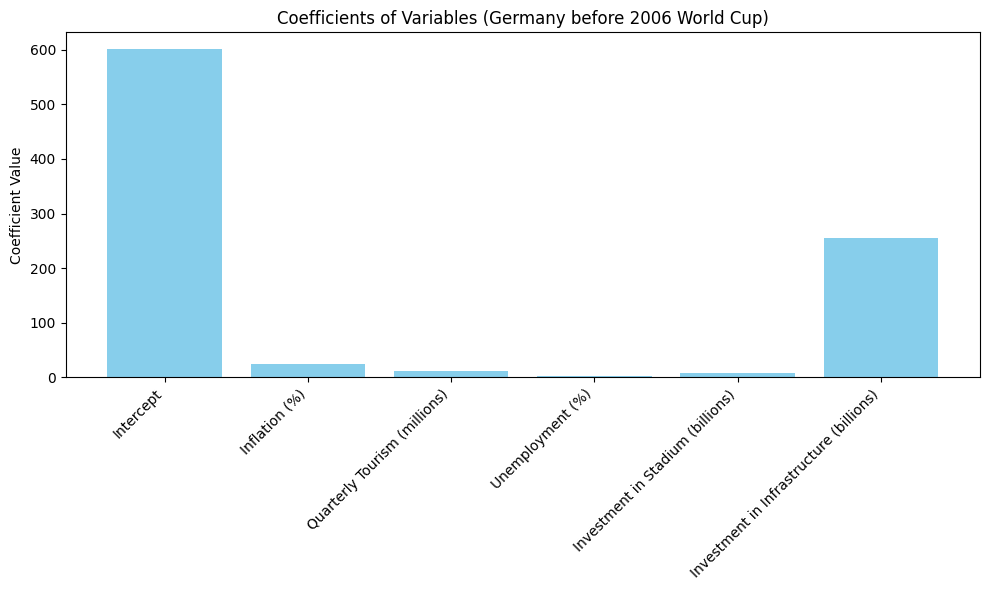 Coefficients of Variables (Germany before 2006 World Cup)
Coefficient Value
600
500
400
300
200
100
0
Intercept
Inflation (%)
Quarterly Tourism (millions)
Unemployment (%)
Investment in Stadium (billions)
Investment in Infrastructure (billions)